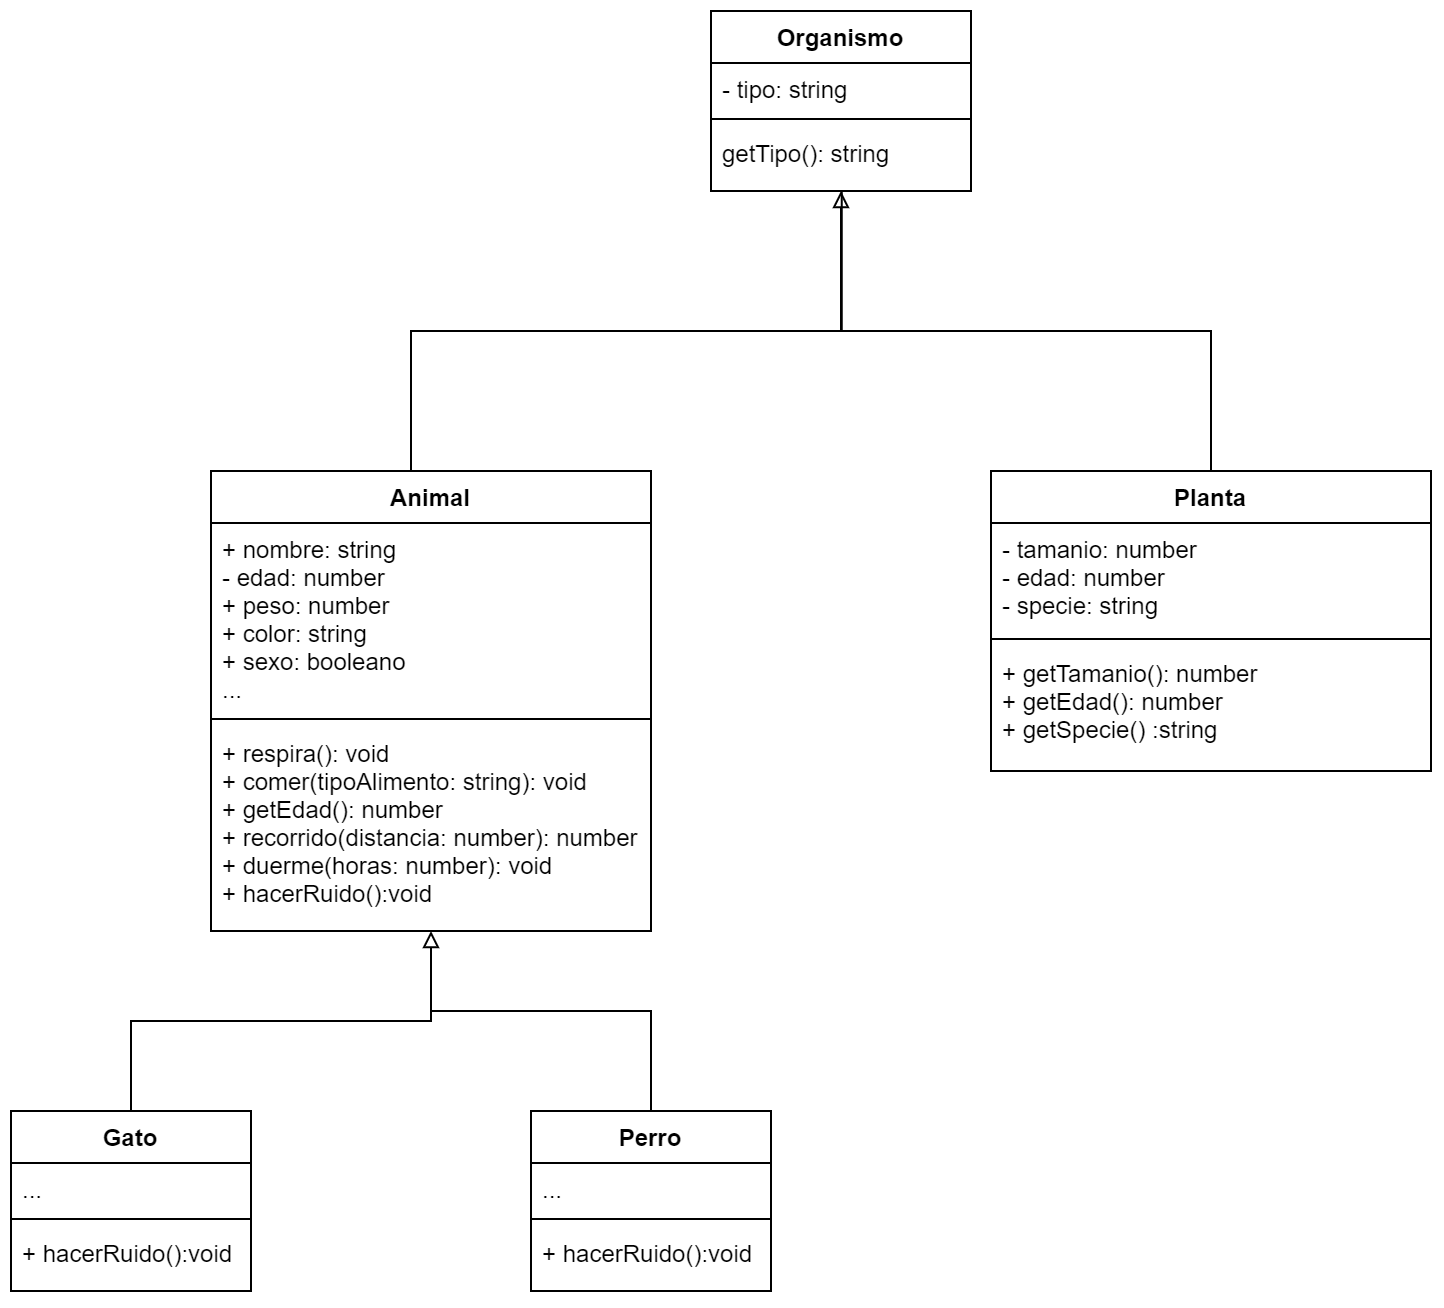 Organismo
- tipo: string
getTipo(): string
Animal
+ nombre: string
- edad: number
+ peso: number
+ color: string
+ sexo: booleano
...
+ respira(): void
+ comer(tipoAlimento: string): void
+ getEdad(): number
+ recorrido(distancia: number): number
+ duerme(horas: number): void
+ hacerRuido():void
Planta
- tamanio: number
- edad: number
- specie: string
+ getTamanio(): number
+ getEdad(): number
+ getSpecie() :string
Gato
...
+ hacerRuido():void
Perro
...
+ hacerRuido():void